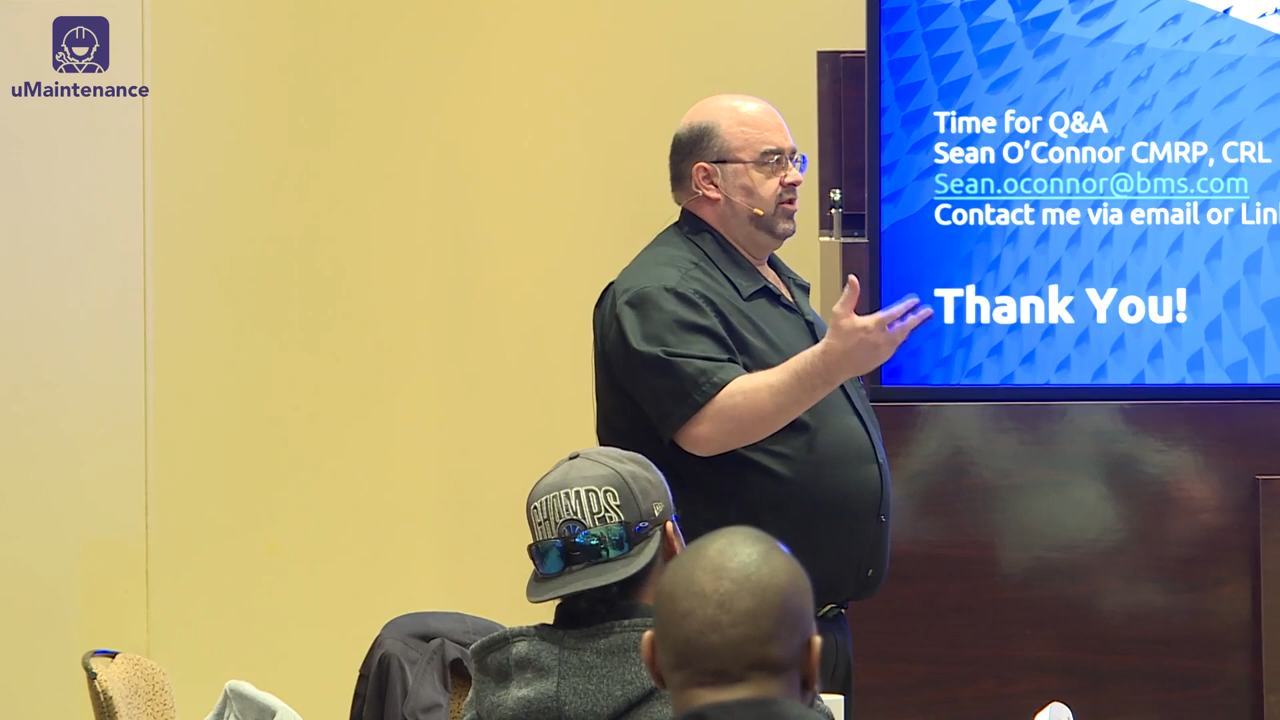 uMaintenance
Time for Q&A
Sean O'Connor CMRP, CRL
Sean.oconnor@bms.com
Contact me via email or Lin
Thank You!
CHAMPS